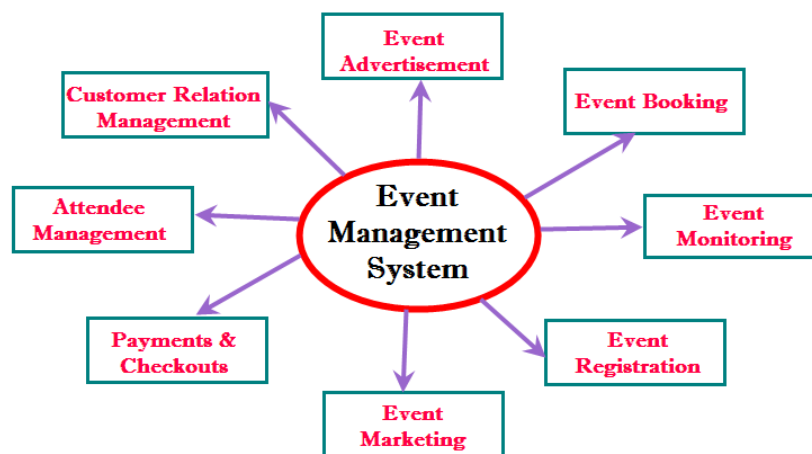 Event
Advertisement
Customer Relation
Management
Event Booking
Attendee
Management
Event
Management
System
Event
Monitoring
Payments &
Checkouts
Event
Registration
Event
Marketing